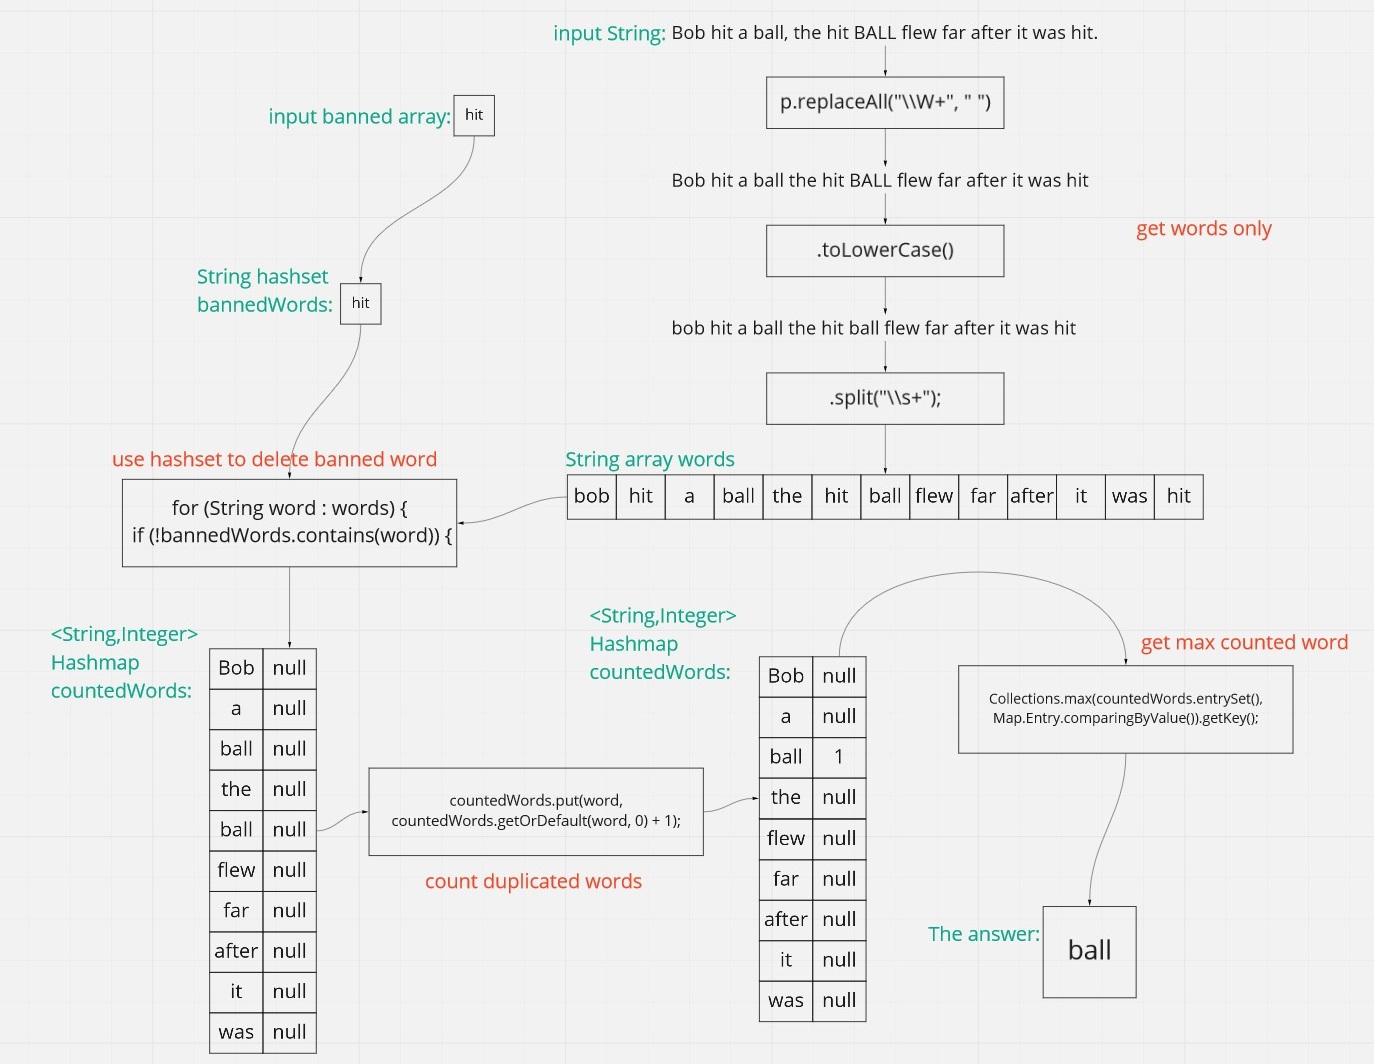 input String: Bob hit a ball, the hit BALL flew far after it was hit.
p.replaceAll("\\W+", " ")
input banned array: hit
Bob hit a ball the hit BALL flew far after it was hit
get words only
.toLowerCase()
String hashset
bannedWords: hit
bob hit a ball the hit ball flew far after it was hit
.split("\\s+");
use hashset to delete banned word
String array words
bob hit a ball the hit ball flew far after it was hit
for (String word : words) {
if (!bannedWords.contains(word)) {
<String,Integer>
Hashmap
countedWords:
Bob null
a null
ball null
the null
ball null
flew null
far null
after null
it null
was null
countedWords.put(word,
countedWords.getOrDefault(word, 0) + 1);
count duplicated words
<String,Integer>
Hashmap
countedWords:
Bob null
a null
ball 1
the null
flew null
far null
after null
it null
was null
get max counted word
Collections.max(countedWords.entrySet(),
Map.Entry.comparingByValue()).getKey();
The answer: ball